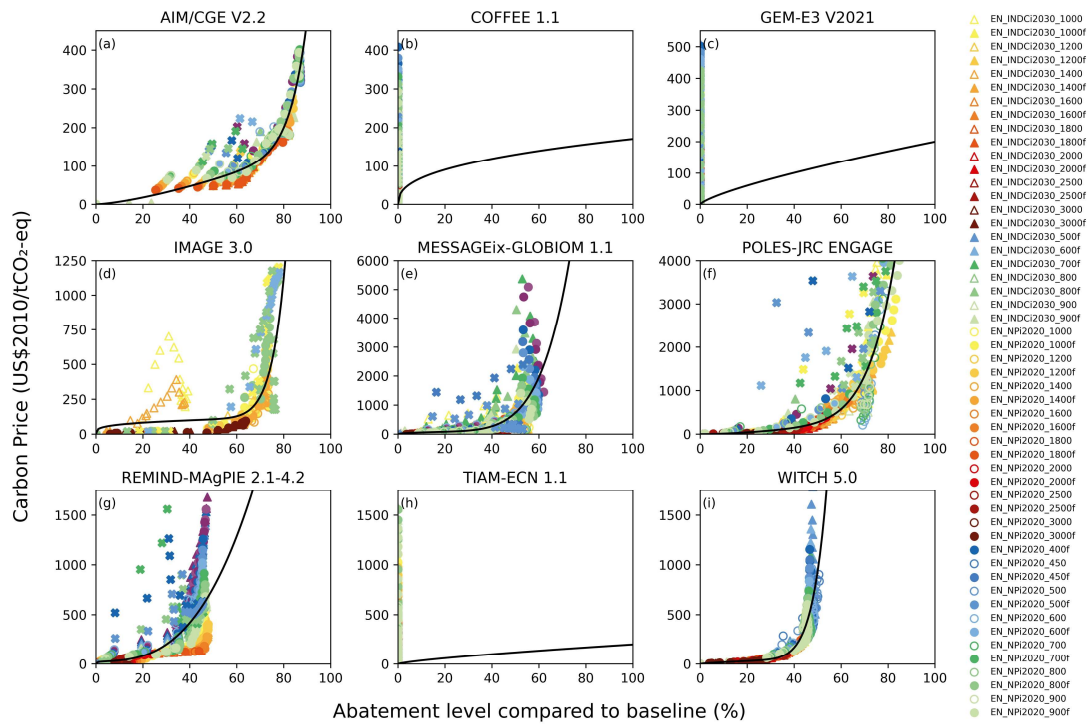 AIM/CGE V2.2
COFFEE 1.1
GEM-E3 V2021
(a)
(b)
(c)
400
300
200
100
0
0 20 40 60 80 100
400
300
200
100
0
0 20 40 60 80 100
500
400
300
200
100
0
0 20 40 60 80 100
IMAGE 3.0
MESSAGEix-GLOBIOM 1.1
POLES-JRC ENGAGE
(d)
(e)
(f)
1250
1000
750
500
250
0
0 20 40 60 80 100
6000
5000
4000
3000
2000
1000
0
0 20 40 60 80 100
4000
3000
2000
1000
0
0 20 40 60 80 100
REMIND-MAgPIE 2.1-4.2
TIAM-ECN 1.1
WITCH 5.0
(g)
(h)
(i)
1500
1000
500
0
0 20 40 60 80 100
1500
1000
500
0
0 20 40 60 80 100
1500
1000
500
0
0 20 40 60 80 100
Carbon Price (US$2010/tCO₂-eq)
Abatement level compared to baseline (%)
EN_INDCi2030_1000
EN_INDCi2030_1000f
EN_INDCi2030_1200
EN_INDCi2030_1200f
EN_INDCi2030_1400
EN_INDCi2030_1400f
EN_INDCi2030_1600
EN_INDCi2030_1600f
EN_INDCi2030_1800
EN_INDCi2030_1800f
EN_INDCi2030_2000
EN_INDCi2030_2000f
EN_INDCi2030_2500
EN_INDCi2030_2500f
EN_INDCi2030_3000
EN_INDCi2030_3000f
EN_INDCi2030_500f
EN_INDCi2030_600f
EN_INDCi2030_700f
EN_INDCi2030_800
EN_INDCi2030_800f
EN_INDCi2030_900
EN_INDCi2030_900f
EN_NPi2020_1000
EN_NPi2020_1000f
EN_NPi2020_1200
EN_NPi2020_1200f
EN_NPi2020_1400
EN_NPi2020_1400f
EN_NPi2020_1600
EN_NPi2020_1600f
EN_NPi2020_1800
EN_NPi2020_1800f
EN_NPi2020_2000
EN_NPi2020_2000f
EN_NPi2020_2500
EN_NPi2020_2500f
EN_NPi2020_3000
EN_NPi2020_3000f
EN_NPi2020_400f
EN_NPi2020_450
EN_NPi2020_450f
EN_NPi2020_500
EN_NPi2020_500f
EN_NPi2020_600
EN_NPi2020_600f
EN_NPi2020_700
EN_NPi2020_700f
EN_NPi2020_800
EN_NPi2020_800f
EN_NPi2020_900
EN_NPi2020_900f